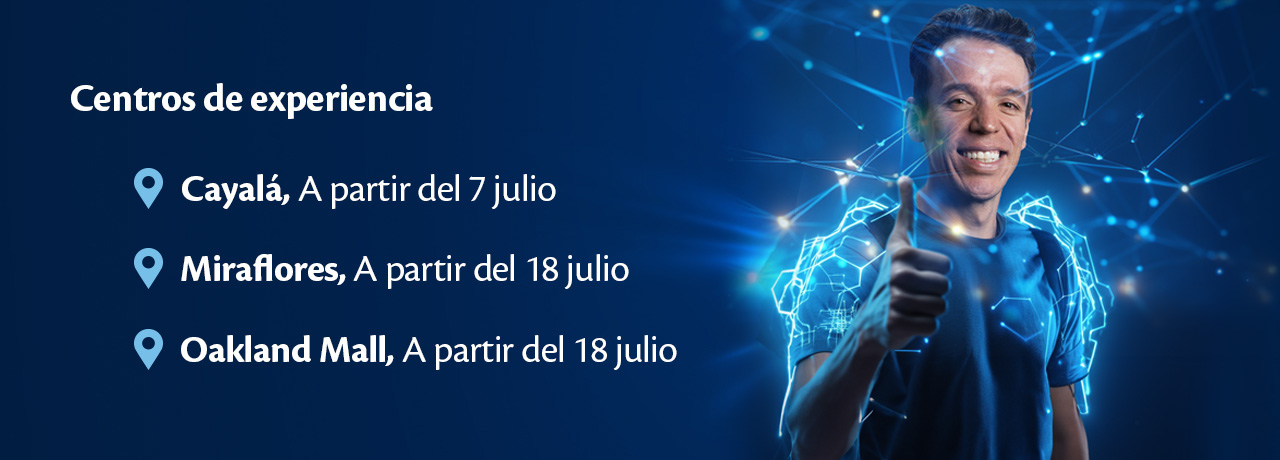 Centros de experiencia
Cayalá, A partir del 7 julio
Miraflores, A partir del 18 julio
Oakland Mall, A partir del 18 julio